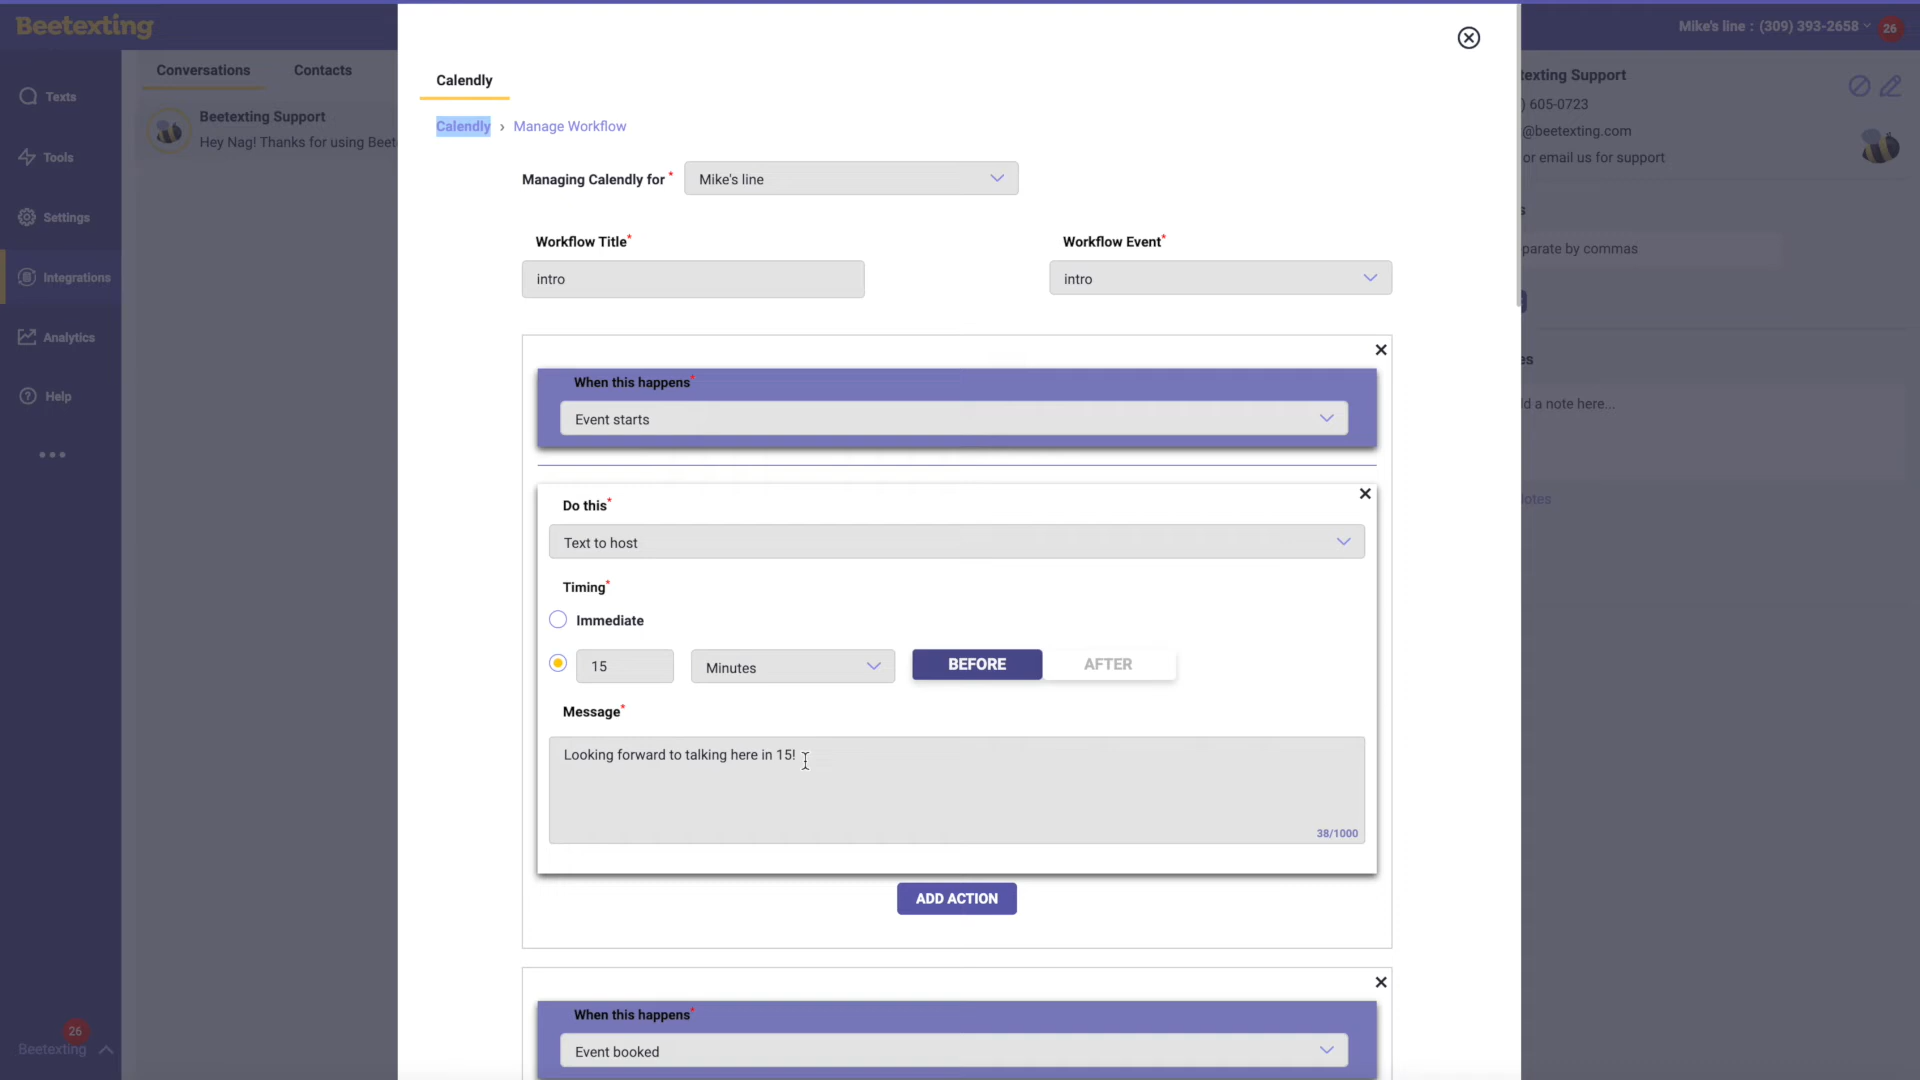 Beetexting
Mike's line : (309) 393-2658
26
Texts
Tools
Settings
Integrations
Analytics
Help
26
Beetexting
Conversations
Contacts
Beetexting Support
Hey Nag! Thanks for using Beet
Calendly
Calendly › Manage Workflow
Managing Calendly for *
Mike's line
Workflow Title*
intro
Workflow Event*
intro
When this happens*
Event starts
Do this*
Text to host
Timing*
Immediate
15
Minutes
BEFORE
AFTER
Message*
Looking forward to talking here in 15!
38/1000
ADD ACTION
When this happens*
Event booked
exting Support
) 605-0723
@beetexting.com
or email us for support
s
parate by commas
es
d a note here...
otes